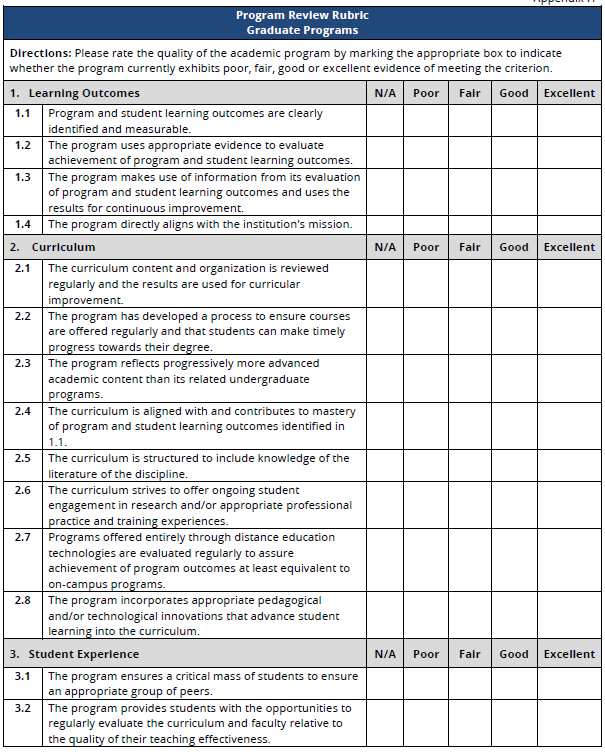 Program Review Rubric
Graduate Programs
Directions: Please rate the quality of the academic program by marking the appropriate box to indicate
whether the program currently exhibits poor, fair, good or excellent evidence of meeting the criterion.
1. Learning Outcomes N/A Poor Fair Good Excellent
1.1 Program and student learning outcomes are clearly
identified and measurable.
1.2 The program uses appropriate evidence to evaluate
achievement of program and student learning outcomes.
1.3 The program makes use of information from its evaluation
of program and student learning outcomes and uses the
results for continuous improvement.
1.4 The program directly aligns with the institution's mission.
2. Curriculum N/A Poor Fair Good Excellent
2.1 The curriculum content and organization is reviewed
regularly and the results are used for curricular
improvement.
2.2 The program has developed a process to ensure courses
are offered regularly and that students can make timely
progress towards their degree.
2.3 The program reflects progressively more advanced
academic content than its related undergraduate
programs.
2.4 The curriculum is aligned with and contributes to mastery
of program and student learning outcomes identified in
1.1.
2.5 The curriculum is structured to include knowledge of the
literature of the discipline.
2.6 The curriculum strives to offer ongoing student
engagement in research and/or appropriate professional
practice and training experiences.
2.7 Programs offered entirely through distance education
technologies are evaluated regularly to assure
achievement of program outcomes at least equivalent to
on-campus programs.
2.8 The program incorporates appropriate pedagogical
and/or technological innovations that advance student
learning into the curriculum.
3. Student Experience N/A Poor Fair Good Excellent
3.1 The program ensures a critical mass of students to ensure
an appropriate group of peers.
3.2 The program provides students with the opportunities to
regularly evaluate the curriculum and faculty relative to
the quality of their teaching effectiveness.